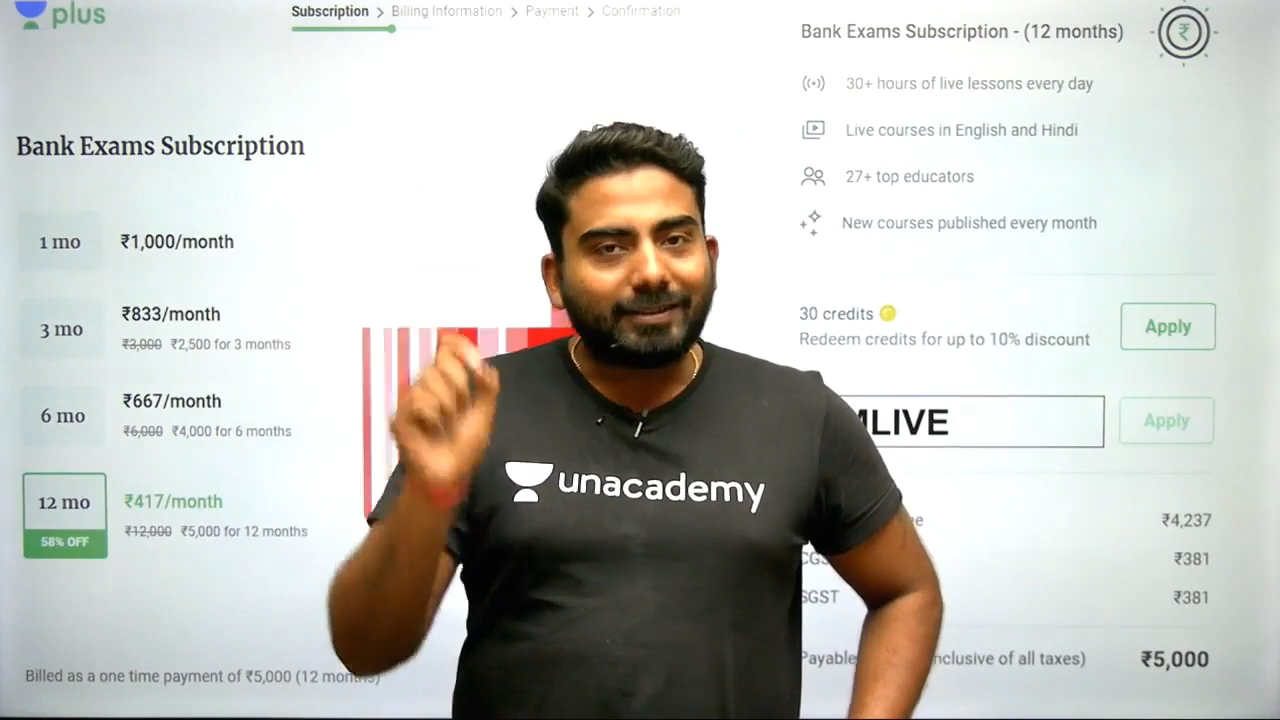 plus
Subscription > Billing Information > Payment > Confirmation
Bank Exams Subscription
1 mo ₹1,000/month
3 mo ₹833/month
₹3,000 ₹2,500 for 3 months
6 mo ₹667/month
₹6,000 ₹4,000 for 6 months
12 mo ₹417/month
58% OFF ₹12,000 ₹5,000 for 12 months
Billed as a one time payment of ₹5,000 (12 months)
unacademy
Bank Exams Subscription - (12 months)
₹
30+ hours of live lessons every day
Live courses in English and Hindi
27+ top educators
New courses published every month
30 credits
Redeem credits for up to 10% discount
Apply
LIVE
Apply
₹4,237
₹381
SGST ₹381
Payable inclusive of all taxes) ₹5,000